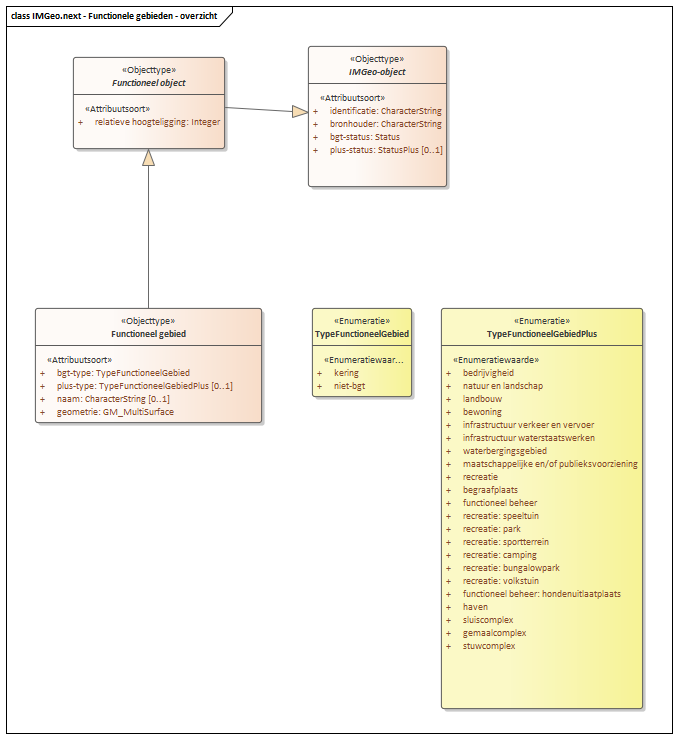 class IMGeo.next - Functionele gebieden - overzicht
«Objecttype»
Functioneel object
«Attribuutsoort»
+ relatieve hoogteligging: Integer
«Objecttype»
IMGeo-object
«Attribuutsoort»
+ identificatie: CharacterString
+ bronhouder: CharacterString
+ bgt-status: Status
+ plus-status: StatusPlus [0..1]
«Objecttype»
Functioneel gebied
«Attribuutsoort»
+ bgt-type: TypeFunctioneelGebied
+ plus-type: TypeFunctioneelGebiedPlus [0..1]
+ naam: CharacterString [0..1]
+ geometrie: GM_MultiSurface
«Enumeratie»
TypeFunctioneelGebied
«Enumeratiewaar...
+ kering
+ niet-bgt
«Enumeratie»
TypeFunctioneelGebiedPlus
«Enumeratiewaarde»
+ bedrijvigheid
+ natuur en landschap
+ landbouw
+ bewoning
+ infrastructuur verkeer en vervoer
+ infrastructuur waterstaatswerken
+ waterbergingsgebied
+ maatschappelijke en/of publieksvoorziening
+ recreatie
+ begraafplaats
+ functioneel beheer
+ recreatie: speeltuin
+ recreatie: park
+ recreatie: sportterrein
+ recreatie: camping
+ recreatie: bungalowpark
+ recreatie: volkstuin
+ functioneel beheer: hondenuitlaatplaats
+ haven
+ sluiscomplex
+ gemaalcomplex
+ stuwcomplex